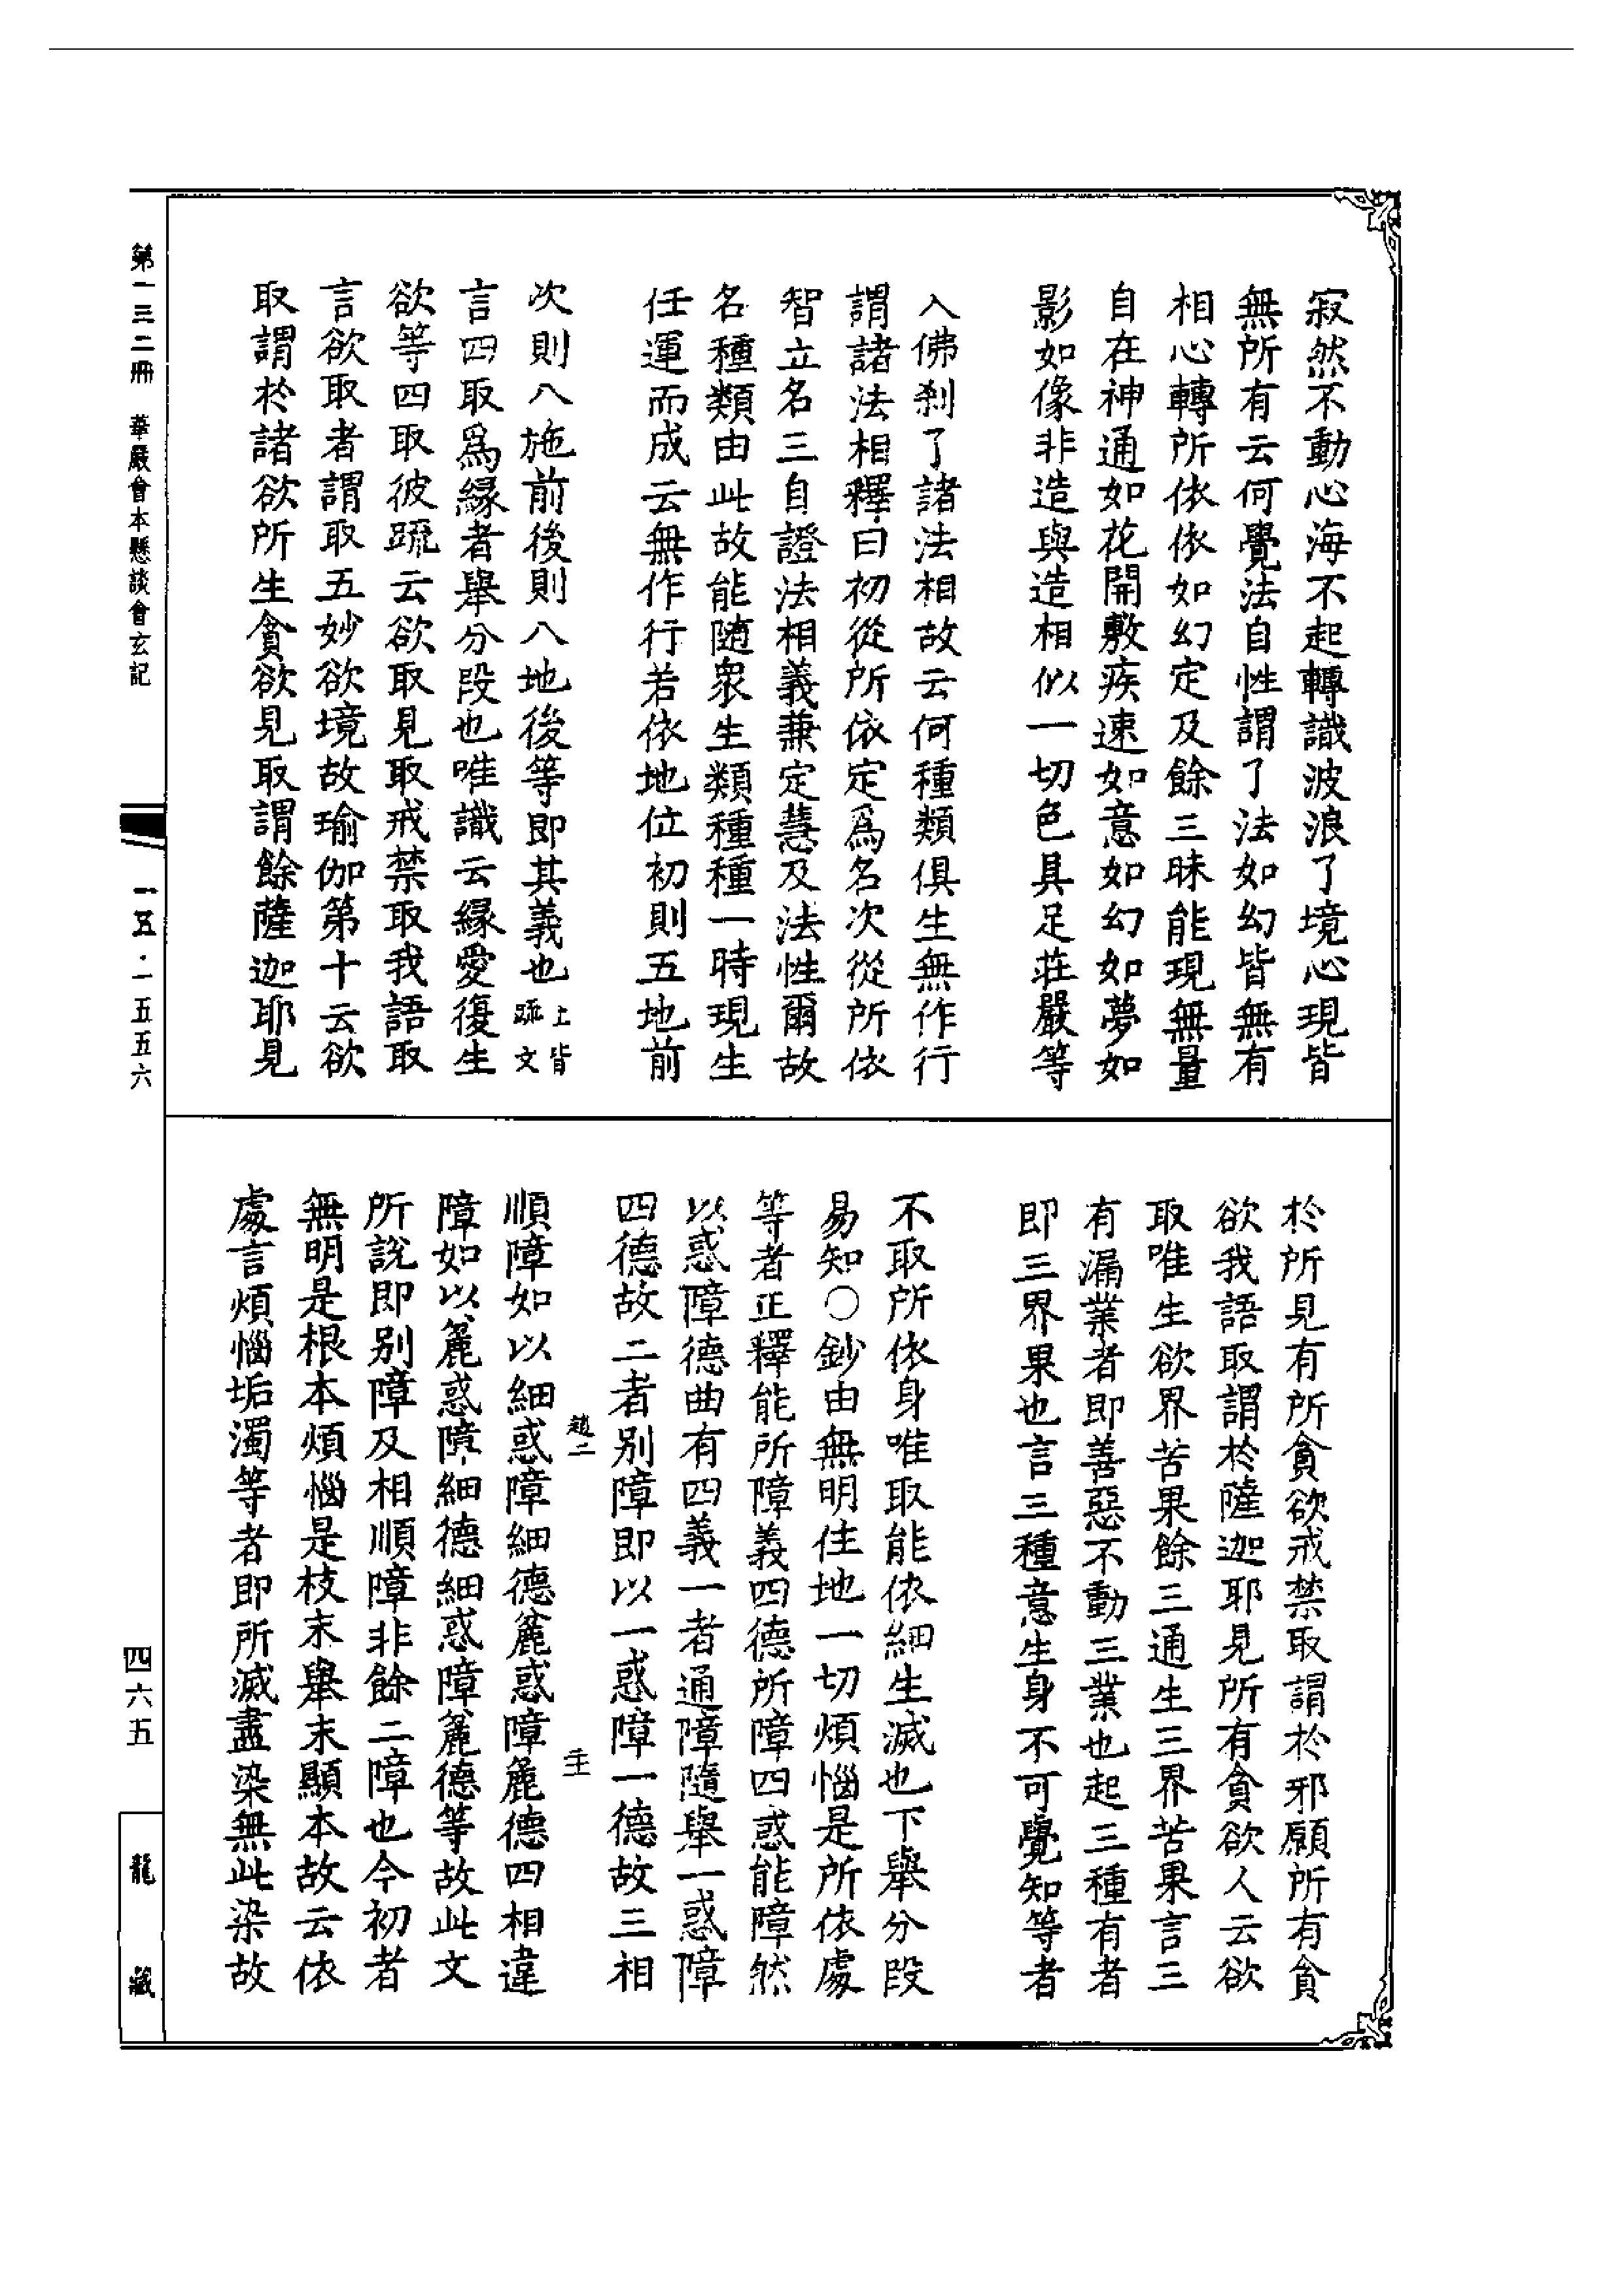 寂然不動心海不起轉識波浪了境心現皆
無所有云何覺法自性謂了法如幻皆無有
相心轉所依依如幻定及餘三昧能現無量
自在神通如花開敷疾速如意如幻如夢如
影如像非造與造相似一切色具足莊嚴等
入佛刹了諸法相故云何種類俱生無作行
謂諸法相釋曰初從所依定為名次從所依
智立名三自證法相義兼定慧及法性爾故
名種類由此故能隨眾生類種種一時現生
任運而成云無作行若依地位初則五地前
次則八施前後則八地後等即其義也上皆疏文
言四取為緣者舉分段也唯識云緣愛復生
欲等四取彼疏云欲取見取戒禁取我語取
言欲取者謂取五妙欲境故瑜伽第十云欲
取謂於諸欲所生貪欲見取謂餘薩迦耶見
於所見有所貪欲戒禁取謂於邪願所有貪
欲我語取謂於薩迦耶見所有貪欲人云欲
取唯生欲界苦果餘三通生三界苦果言三
有漏業者即善惡不動三業也起三種有者
即三界果也言三種意生身不可覺知等者
不取所依身唯取能依細生滅也下舉分段
易知○鈔由無明住地一切煩惱是所依處
等者正釋能所障義四德所障四惑能障然
以惑障德曲有四義一者通障隨舉一惑障
四德故二者別障即以一惑障一德故三相
趙二 主
順障如以細惑障細德麄惑障麄德四相違
障如以麄惑障細德細惑障麄德等故此文
所說即別障及相順障非餘二障也今初者
無明是根本煩惱是枝末舉末顯本故云依
處言煩惱垢濁等者即所滅盡染無此染故
第一三二冊 華嚴會本懸談會玄記
一五·一五五六
四六五
龍藏